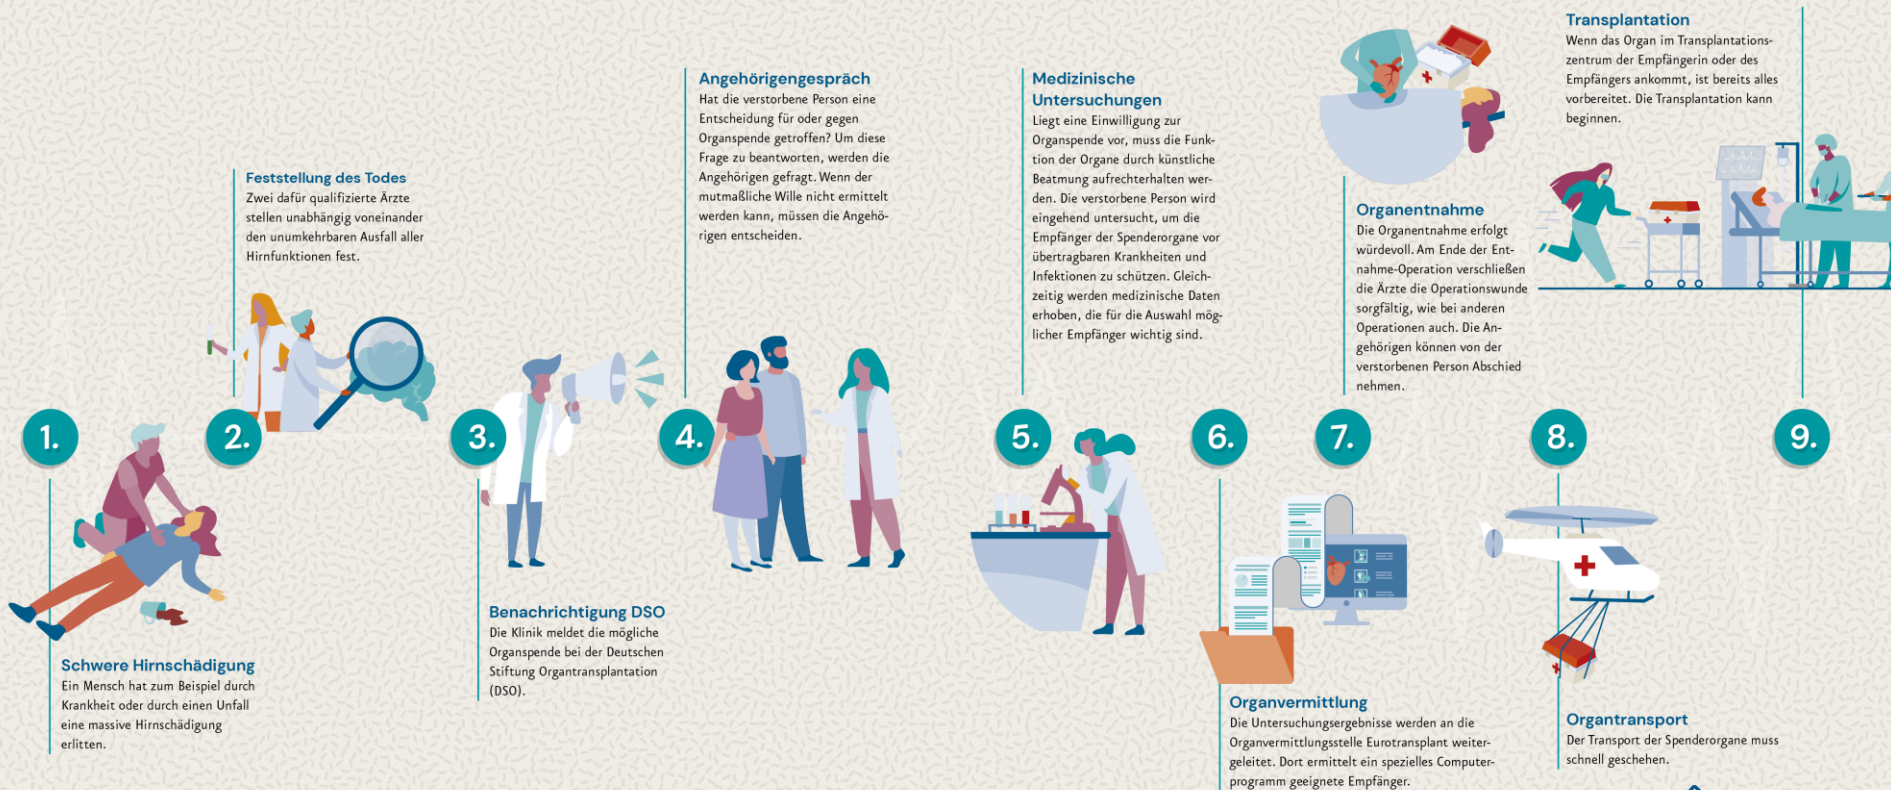 1.
Schwere Hirnschädigung
Ein Mensch hat zum Beispiel durch
Krankheit oder durch einen Unfall
eine massive Hirnschädigung
erlitten.
2.
Feststellung des Todes
Zwei dafür qualifizierte Ärzte
stellen unabhängig voneinander
den unumkehrbaren Ausfall aller
Hirnfunktionen fest.
3.
Benachrichtigung DSO
Die Klinik meldet die mögliche
Organspende bei der Deutschen
Stiftung Organtransplantation
(DSO).
4.
Angehörigengespräch
Hat die verstorbene Person eine
Entscheidung für oder gegen
Organspende getroffen? Um diese
Frage zu beantworten, werden die
Angehörigen gefragt. Wenn der
mutmaßliche Wille nicht ermittelt
werden kann, müssen die Angehö-
rigen entscheiden.
5.
Medizinische
Untersuchungen
Liegt eine Einwilligung zur
Organspende vor, muss die Funk-
tion der Organe durch künstliche
Beatmung aufrechterhalten wer-
den. Die verstorbene Person wird
eingehend untersucht, um die
Empfänger der Spenderorgane vor
übertragbaren Krankheiten und
Infektionen zu schützen. Gleich-
zeitig werden medizinische Daten
erhoben, die für die Auswahl mög-
licher Empfänger wichtig sind.
6.
Organvermittlung
Die Untersuchungsergebnisse werden an die
Organvermittlungsstelle Eurotransplant weiter-
geleitet. Dort ermittelt ein spezielles Computer-
programm geeignete Empfänger.
7.
Organentnahme
Die Organentnahme erfolgt
würdevoll. Am Ende der Ent-
nahme-Operation verschließen
die Ärzte die Operationswunde
sorgfältig, wie bei anderen
Operationen auch. Die An-
gehörigen können von der
verstorbenen Person Abschied
nehmen.
8.
Organtransport
Der Transport der Spenderorgane muss
schnell geschehen.
9.
Transplantation
Wenn das Organ im Transplantations-
zentrum der Empfängerin oder des
Empfängers ankommt, ist bereits alles
vorbereitet. Die Transplantation kann
beginnen.